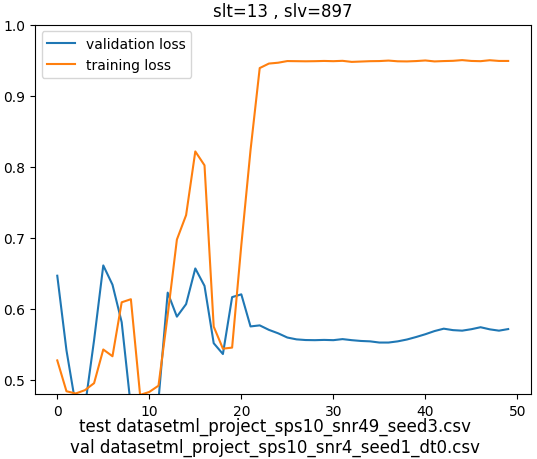 slt=13 , slv=897
validation loss
training loss
1.0
0.9
0.8
0.7
0.6
0.5
0 10 20 30 40 50
test datasetml_project_sps10_snr49_seed3.csv
val datasetml_project_sps10_snr4_seed1_dt0.csv